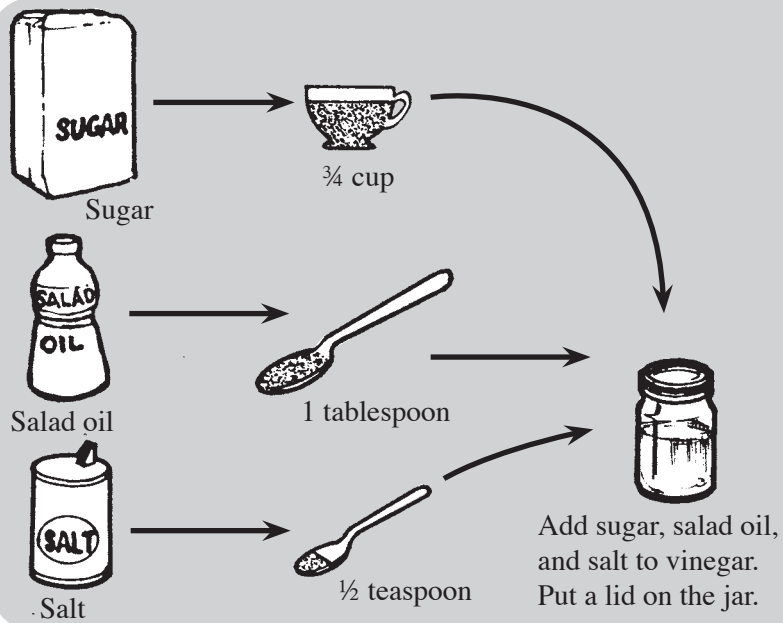 SUGAR
Sugar
¾ cup
SALAD
OIL
Salad oil
1 tablespoon
SALT
Salt
½ teaspoon
Add sugar, salad oil,
and salt to vinegar.
Put a lid on the jar.